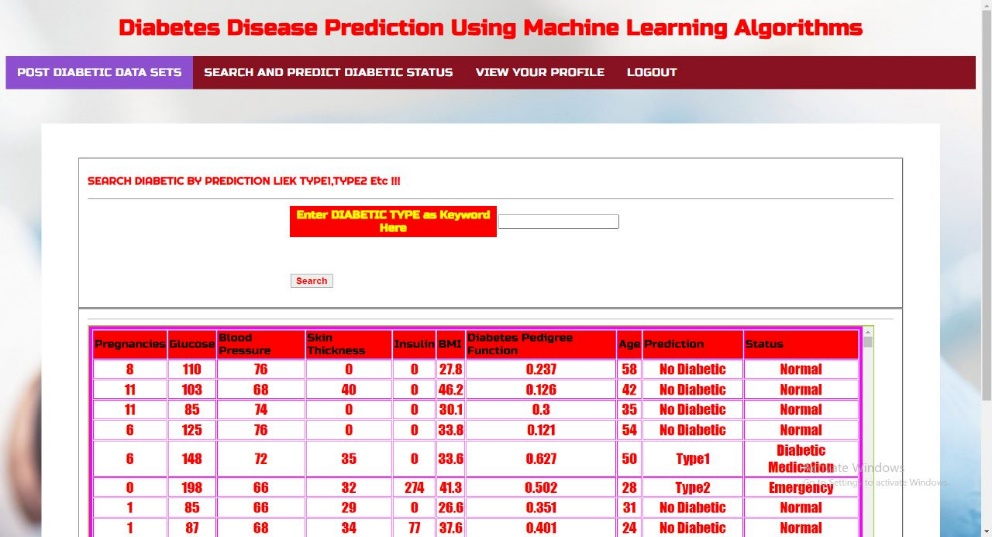 Diabetes Disease Prediction Using Machine Learning Algorithms
POST DIABETIC DATA SETS SEARCH AND PREDICT DIABETIC STATUS VIEW YOUR PROFILE LOGOUT
SEARCH DIABETIC BY PREDICTION LIEK TYPE1,TYPE2 Etc !!!
Enter DIABETIC TYPE as Keyword
Here
Search
Pregnancies Glucose Blood Pressure Skin Thickness Insulin BMI Diabetes Pedigree Function Age Prediction Status
8 110 76 0 0 27.8 0.237 58 No Diabetic Normal
11 103 68 40 0 46.2 0.126 42 No Diabetic Normal
11 85 74 0 0 30.1 0.3 35 No Diabetic Normal
6 125 76 0 0 33.8 0.121 54 No Diabetic Normal
6 148 72 35 0 33.6 0.627 50 Type1 Diabetic Medication
0 198 66 32 274 41.3 0.502 28 Type2 Emergency
1 85 66 29 0 26.6 0.351 31 No Diabetic Normal
1 87 68 34 77 37.6 0.401 24 No Diabetic Normal
Activate Windows
Go to Settings to activate Windows.